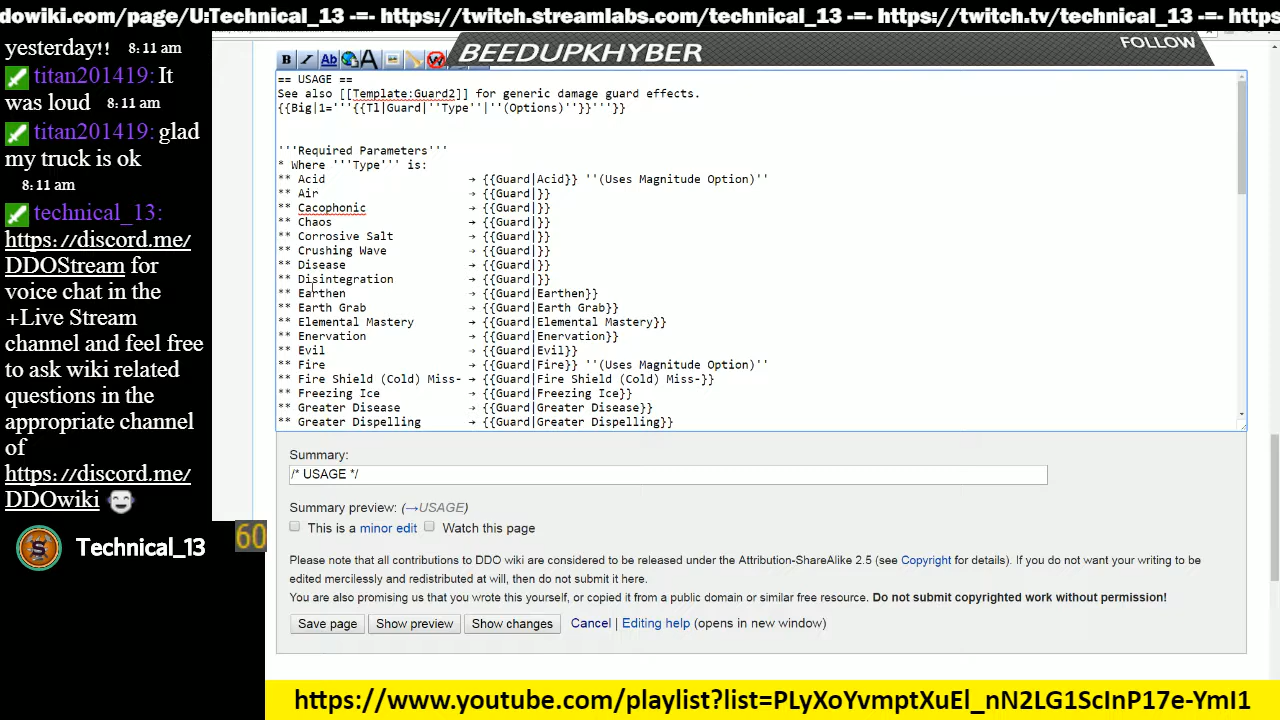 dowiki.com/page/U:Technical_13 -=- https://twitch.streamlabs.com/technical_13 -=- https://twitch.tv/technical_13 -=- https
yesterday!! 8:11 am
titan201419: It
was loud 8:11 am
titan201419: glad
my truck is ok
8:11 am
technical_13:
https://discord.me/
DDOStream for
voice chat in the
+Live Stream
channel and feel free
to ask wiki related
questions in the
appropriate channel
of
https://discord.me/
DDOwiki
Technical_13
60
BEEDUPKHYBER
FOLLOW
B I Ab A W
== USAGE ==
See also [[Template:Guard2]] for generic damage guard effects.
{{Big|1='''{{Tl|Guard|''Type''|''(Options)''}}'''}}
'''Required Parameters'''
* Where '''Type''' is:
** Acid → {{Guard|Acid}} ''(Uses Magnitude Option)''
** Air → {{Guard|}}
** Cacophonic → {{Guard|}}
** Chaos → {{Guard|}}
** Corrosive Salt → {{Guard|}}
** Crushing Wave → {{Guard|}}
** Disease → {{Guard|}}
** Disintegration → {{Guard|}}
** Earthen → {{Guard|Earthen}}
** Earth Grab → {{Guard|Earth Grab}}
** Elemental Mastery → {{Guard|Elemental Mastery}}
** Enervation → {{Guard|Enervation}}
** Evil → {{Guard|Evil}}
** Fire → {{Guard|Fire}} ''(Uses Magnitude Option)''
** Fire Shield (Cold) Miss- → {{Guard|Fire Shield (Cold) Miss-}}
** Freezing Ice → {{Guard|Freezing Ice}}
** Greater Disease → {{Guard|Greater Disease}}
** Greater Dispelling → {{Guard|Greater Dispelling}}
Summary:
/* USAGE */
Summary preview: (→USAGE)
This is a minor edit Watch this page
Please note that all contributions to DDO wiki are considered to be released under the Attribution-ShareAlike 2.5 (see Copyright for details). If you do not want your writing to be
edited mercilessly and redistributed at will, then do not submit it here.
You are also promising us that you wrote this yourself, or copied it from a public domain or similar free resource. Do not submit copyrighted work without permission!
Save page Show preview Show changes Cancel | Editing help (opens in new window)
https://www.youtube.com/playlist?list=PLyXoYvmptXuEl_nN2LG1ScInP17e-YmI1